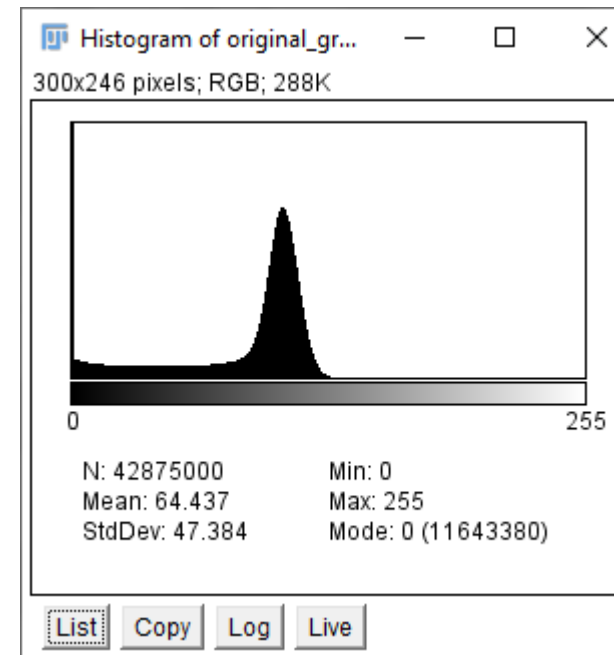 Histogram of original_gr...
300x246 pixels; RGB; 288K
0 255
N: 42875000 Min: 0
Mean: 64.437 Max: 255
StdDev: 47.384 Mode: 0 (11643380)
List Copy Log Live